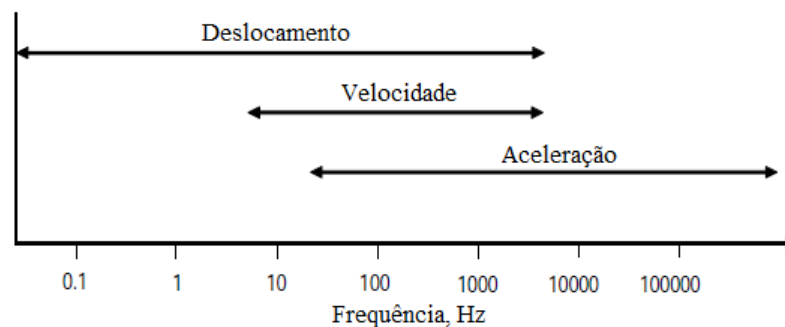 Deslocamento
Velocidade
Aceleração
0.1 1 10 100 1000 10000 100000
Frequência, Hz